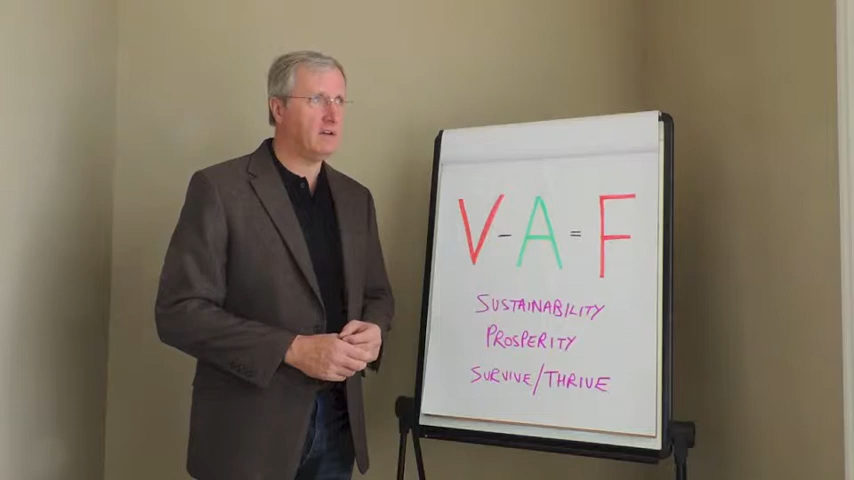 V - A = F
SUSTAINABILITY
PROSPERITY
SURVIVE/THRIVE